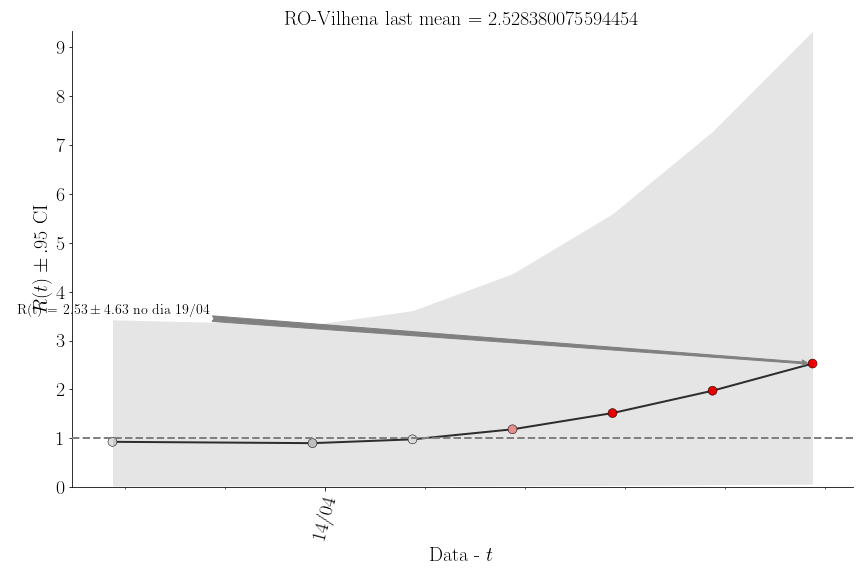 RO-Vilhena last mean = 2.528380075594454
9
8
7
6
5
4
3
2
1
0
R(t) ± .95 CI
R(t) = 2.53 ± 4.63 no dia 19/04
14/04
Data - t